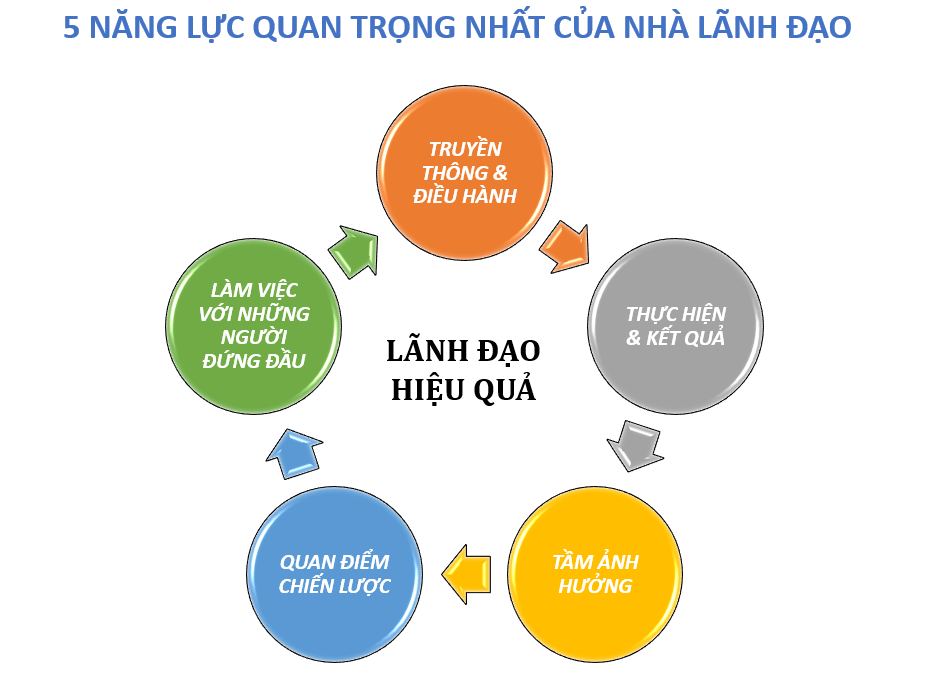 5 NĂNG LỰC QUAN TRỌNG NHẤT CỦA NHÀ LÃNH ĐẠO
TRUYỀN
THÔNG &
ĐIỀU HÀNH
THỰC HIỆN
& KẾT QUẢ
TẦM ẢNH
HƯỞNG
QUAN ĐIỂM
CHIẾN LƯỢC
LÀM VIỆC
VỚI NHỮNG
NGƯỜI
ĐỨNG ĐẦU
LÃNH ĐẠO
HIỆU QUẢ